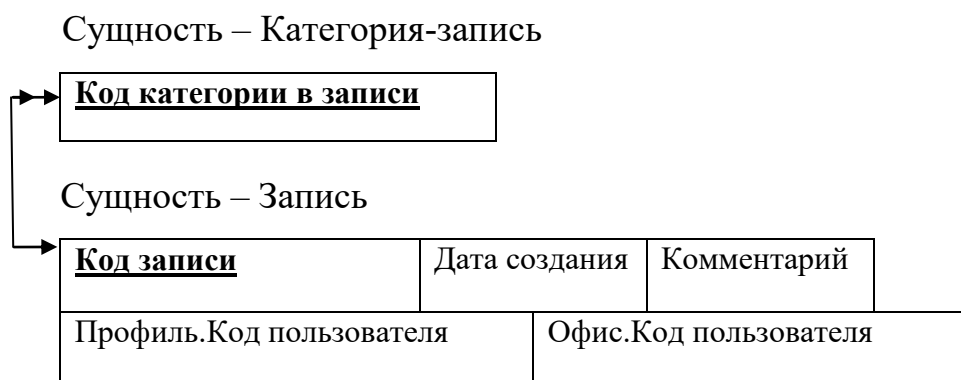 Сущность – Категория-запись
Код категории в записи
Сущность – Запись
Код записи Дата создания Комментарий
Профиль.Код пользователя Офис.Код пользователя